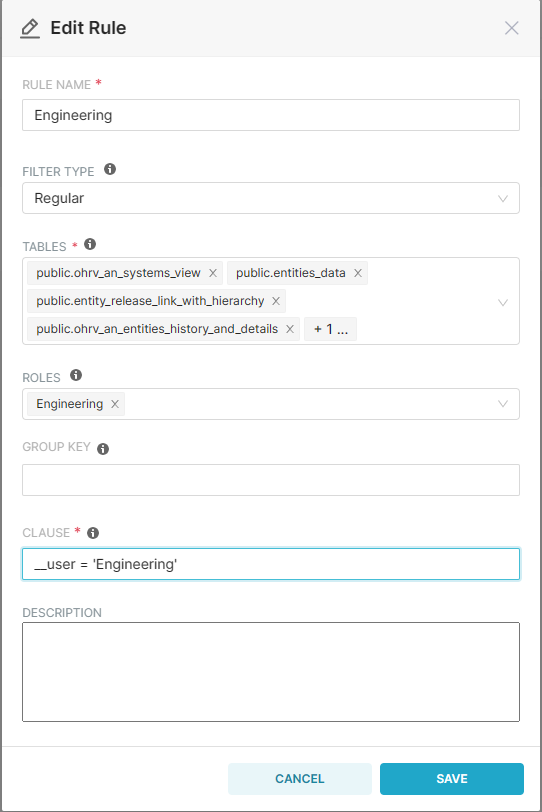 Edit Rule
RULE NAME *
Engineering
FILTER TYPE
Regular
TABLES *
public.ohrv_an_systems_view public.entities_data
public.entity_release_link_with_hierarchy
public.ohrv_an_entities_history_and_details + 1 ...
ROLES
Engineering
GROUP KEY
CLAUSE *
__user = 'Engineering'
DESCRIPTION
CANCEL SAVE